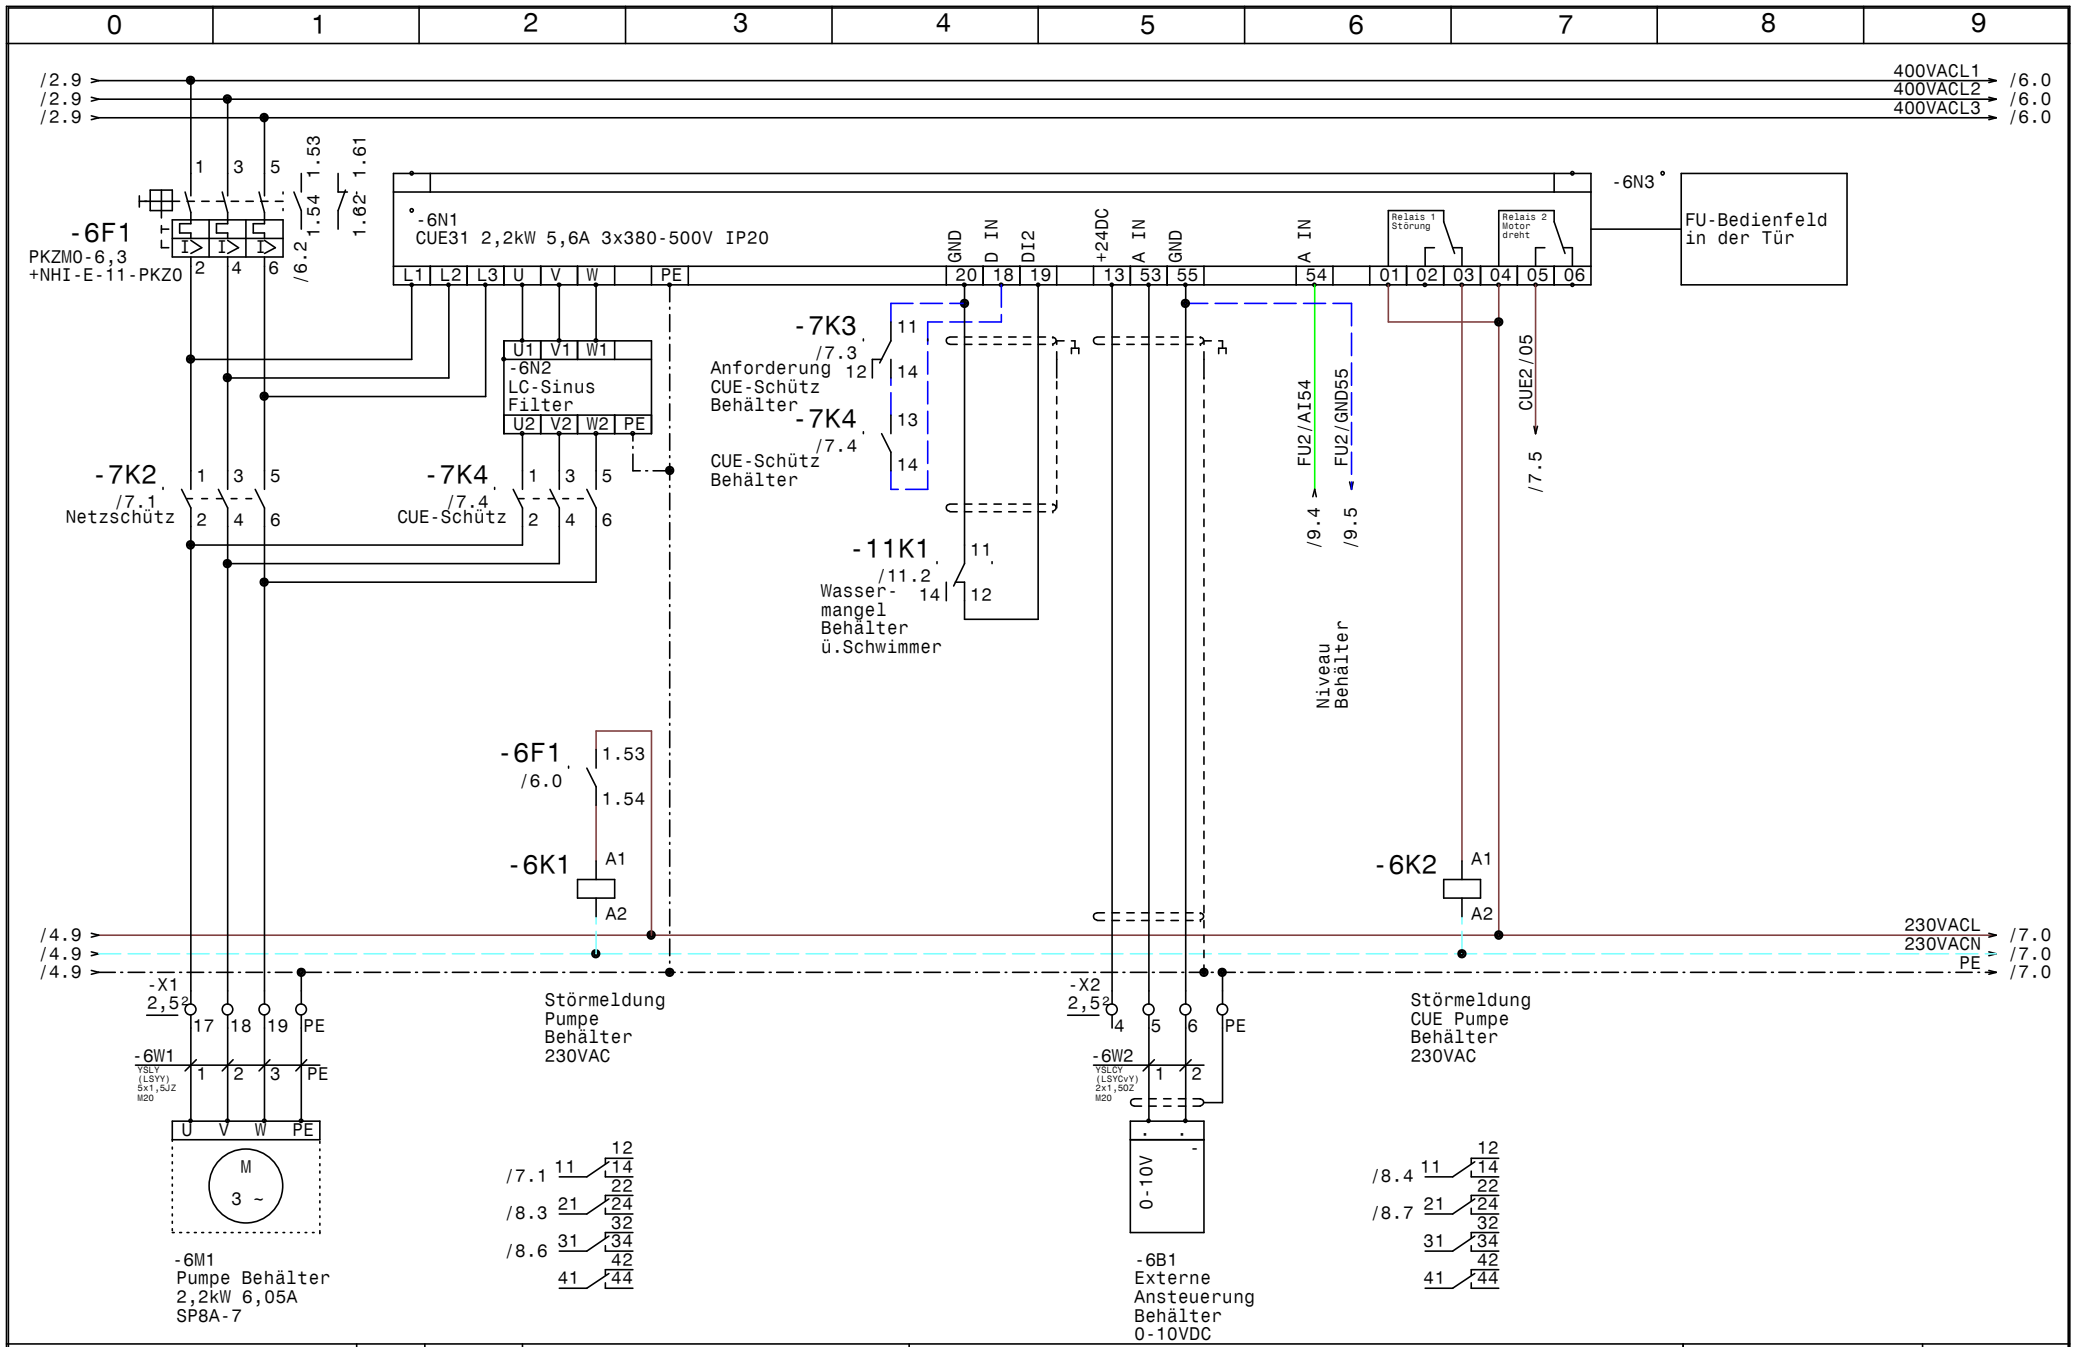 0 1 2 3 4 5 6 7 8 9
/2.9 400VACL1 /6.0
/2.9 400VACL2 /6.0
/2.9 400VACL3 /6.0
1 3 5 1.53 1.61
1.54 1.62
-6F1
PKZM0-6,3
+NHI-E-11-PKZ0
I> I> I>
2 4 6 /6.2
-6N1
CUE31 2,2kW 5,6A 3x380-500V IP20
GND D IN DI2 +24DC A IN GND A IN
Relais 1
Störung
Relais 2
Motor
dreht
-6N3
FU-Bedienfeld
in der Tür
L1 L2 L3 U V W PE 20 18 19 13 53 55 54 01 02 03 04 05 06
U1 V1 W1
-6N2
LC-Sinus
Filter
U2 V2 W2 PE
-7K3
/7.3
Anforderung
CUE-Schütz
Behälter
11
12 14
-7K4
/7.4
CUE-Schütz
Behälter
13
14
FU2/AI54
/9.4
FU2/GND55
/9.5
CUE2/05
/7.5
-7K2
/7.1
Netzschütz
1 3 5
2 4 6
-7K4
/7.4
CUE-Schütz
1 3 5
2 4 6
-11K1
/11.2
Wasser-
mangel
Behälter
ü.Schwimmer
11
14 12
Niveau
Behälter
-6F1
/6.0
1.53
1.54
-6K1
A1
A2
-6K2
A1
A2
/4.9 230VACL /7.0
/4.9 230VACN /7.0
/4.9 PE /7.0
-X1
2,5²
17 18 19 PE
-6W1
YSLY
(LSYY)
5x1,5JZ
M20
1 2 3 PE
U V W PE
M
3 ~
-6M1
Pumpe Behälter
2,2kW 6,05A
SP8A-7
Störmeldung
Pumpe
Behälter
230VAC
12
/7.1 11 14
22
/8.3 21 24
32
/8.6 31 34
42
41 44
-X2
2,5²
4 5 6 PE
-6W2
YSLCY
(LSYCvY)
2x1,5OZ
M20
1 2
-
0-10V
-6B1
Externe
Ansteuerung
Behälter
0-10VDC
Störmeldung
CUE Pumpe
Behälter
230VAC
12
/8.4 11 14
22
/8.7 21 24
32
31 34
42
41 44